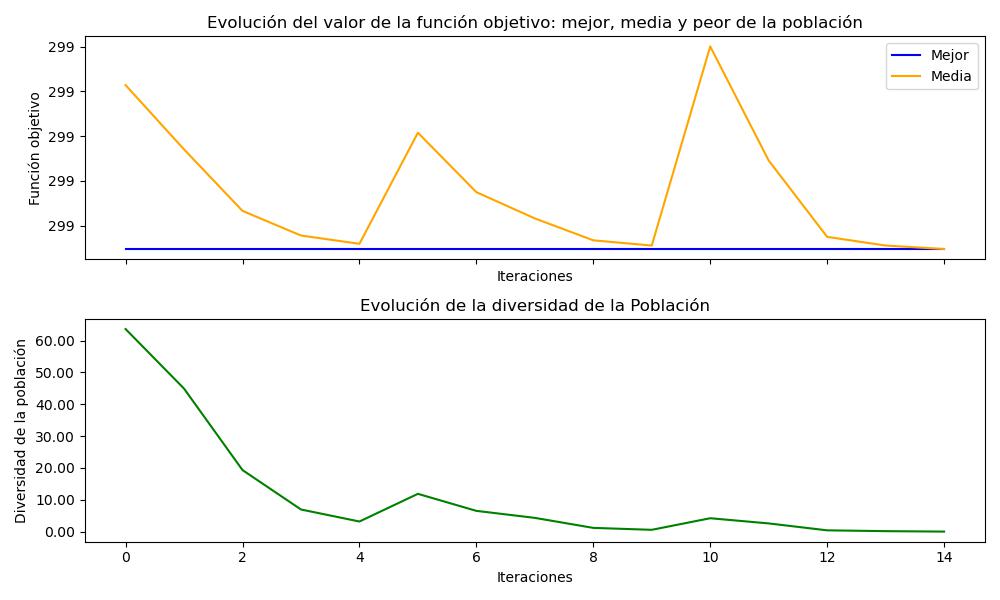 Evolución del valor de la función objetivo: mejor, media y peor de la población
Función objetivo
299
299
299
299
299
Mejor
Media
Iteraciones
Evolución de la diversidad de la Población
Diversidad de la población
60.00
50.00
40.00
30.00
20.00
10.00
0.00
0 2 4 6 8 10 12 14
Iteraciones